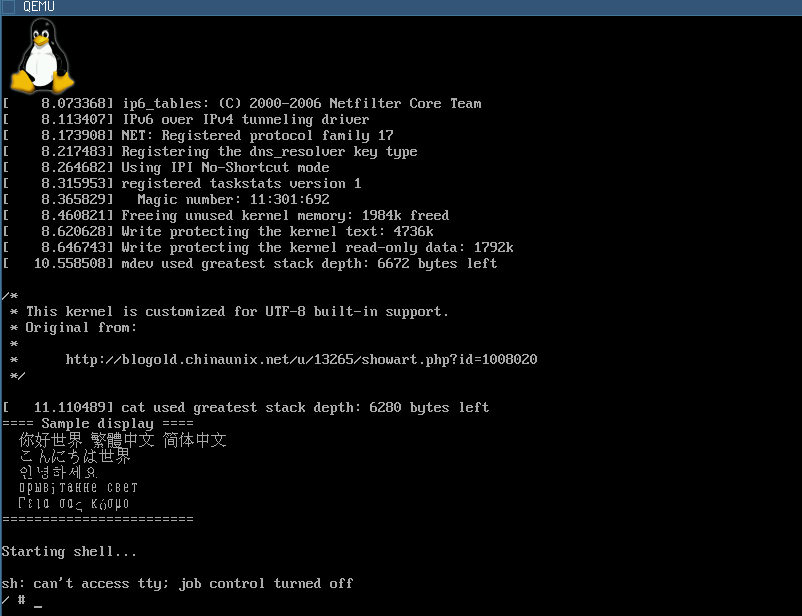 QEMU
[    8.073368] ip6_tables: (C) 2000-2006 Netfilter Core Team
[    8.113407] IPv6 over IPv4 tunneling driver
[    8.173908] NET: Registered protocol family 17
[    8.217483] Registering the dns_resolver key type
[    8.264682] Using IPI No-Shortcut mode
[    8.315953] registered taskstats version 1
[    8.365829]   Magic number: 11:301:692
[    8.460821] Freeing unused kernel memory: 1984k freed
[    8.620628] Write protecting the kernel text: 4736k
[    8.646743] Write protecting the kernel read-only data: 1792k
[   10.558508] mdev used greatest stack depth: 6672 bytes left
/*
 * This kernel is customized for UTF-8 built-in support.
 * Original from:
 *
 *      http://blogold.chinaunix.net/u/13265/showart.php?id=1008020
 */
[   11.110489] cat used greatest stack depth: 6280 bytes left
==== Sample display ====
  你好世界 繁體中文 简体中文
  こんにちは世界
  인녕하세요
  прывітанне свет
  Γεια σας κόσμο
========================
Starting shell...
sh: can't access tty; job control turned off
/ # _